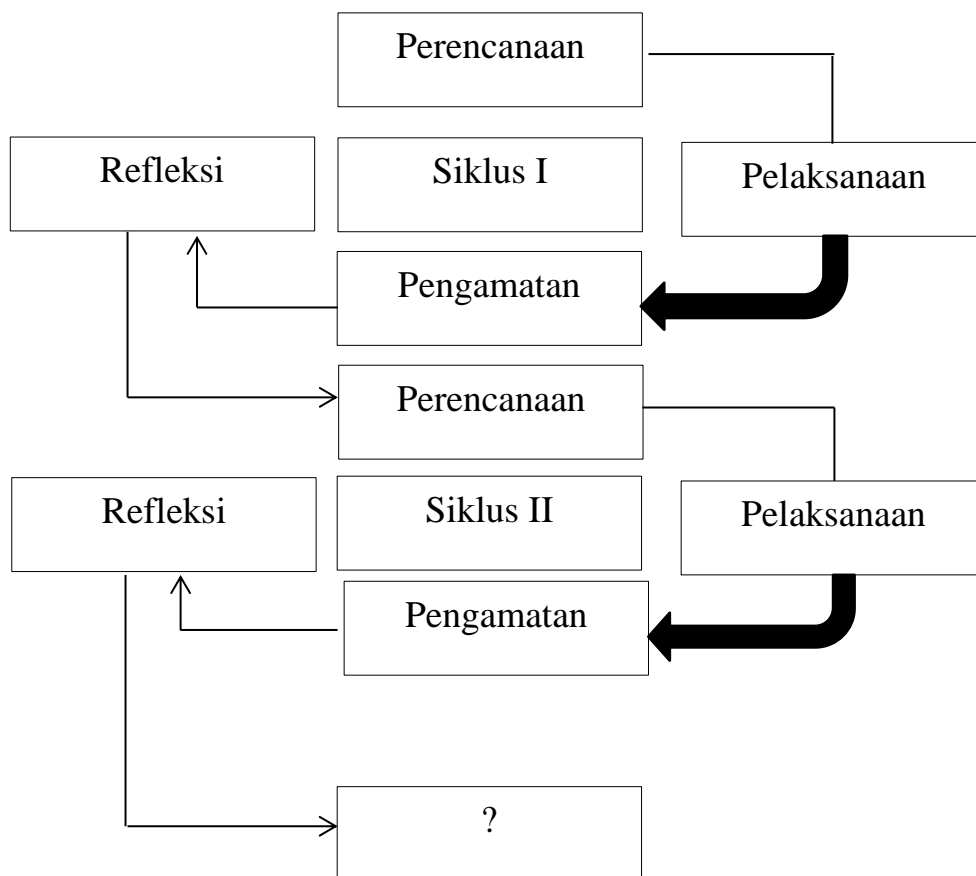 Perencanaan
Refleksi
Siklus I
Pelaksanaan
Pengamatan
Perencanaan
Refleksi
Siklus II
Pelaksanaan
Pengamatan
?